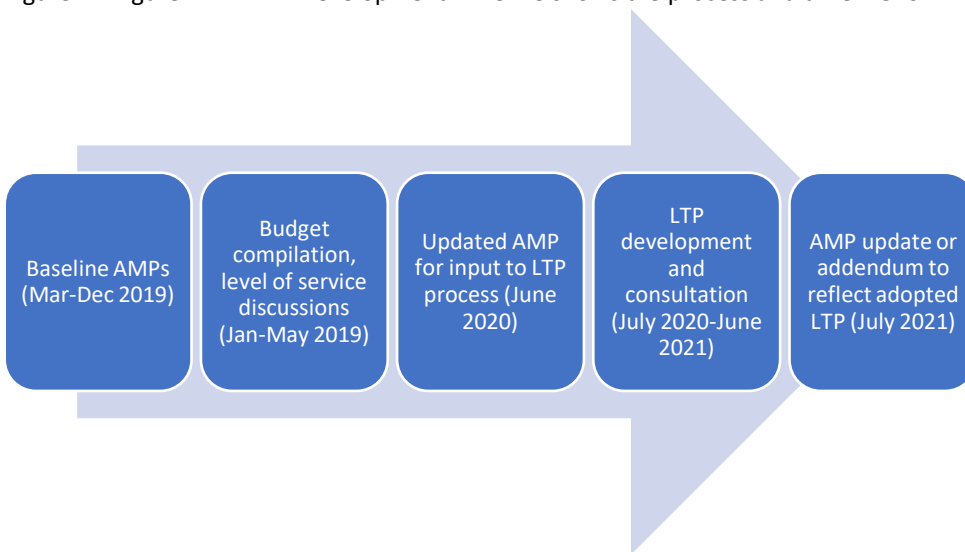 Baseline AMPs
(Mar-Dec 2019)
Budget
compilation,
level of service
discussions
(Jan-May 2019)
Updated AMP
for input to LTP
process (June
2020)
LTP
development
and
consultation
(July 2020-June
2021)
AMP update or
addendum to
reflect adopted
LTP (July 2021)